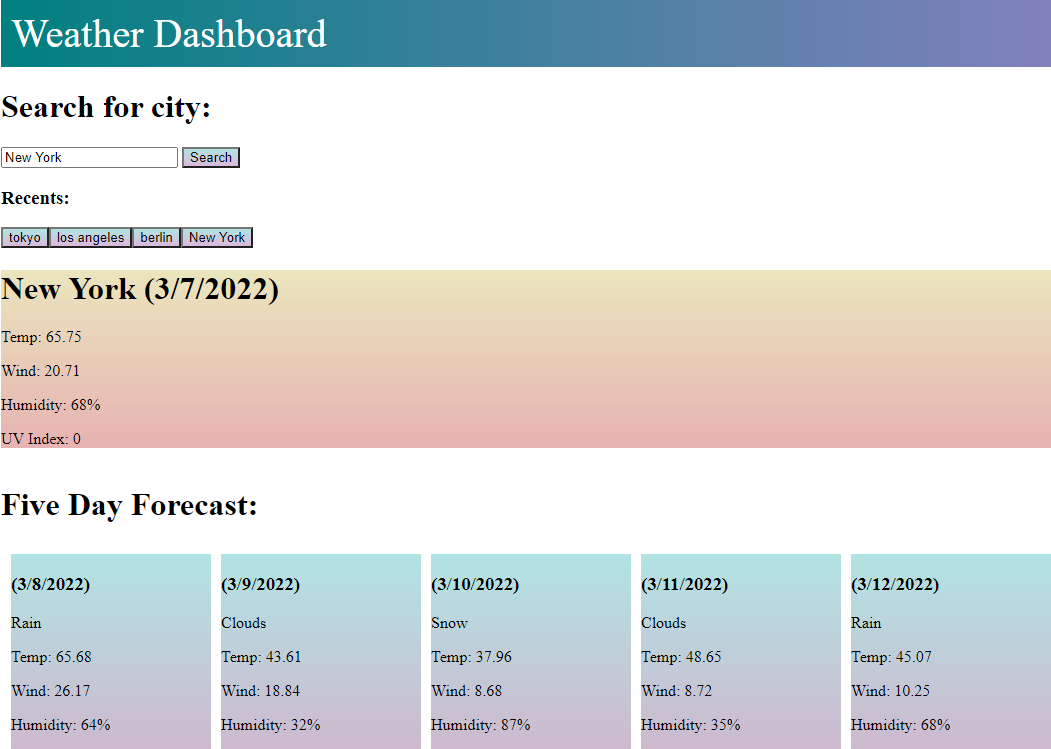 Weather Dashboard
Search for city:
New York Search
Recents:
tokyo los angeles berlin New York
New York (3/7/2022)
Temp: 65.75
Wind: 20.71
Humidity: 68%
UV Index: 0
Five Day Forecast:
(3/8/2022)
Rain
Temp: 65.68
Wind: 26.17
Humidity: 64%
(3/9/2022)
Clouds
Temp: 43.61
Wind: 18.84
Humidity: 32%
(3/10/2022)
Snow
Temp: 37.96
Wind: 8.68
Humidity: 87%
(3/11/2022)
Clouds
Temp: 48.65
Wind: 8.72
Humidity: 35%
(3/12/2022)
Rain
Temp: 45.07
Wind: 10.25
Humidity: 68%